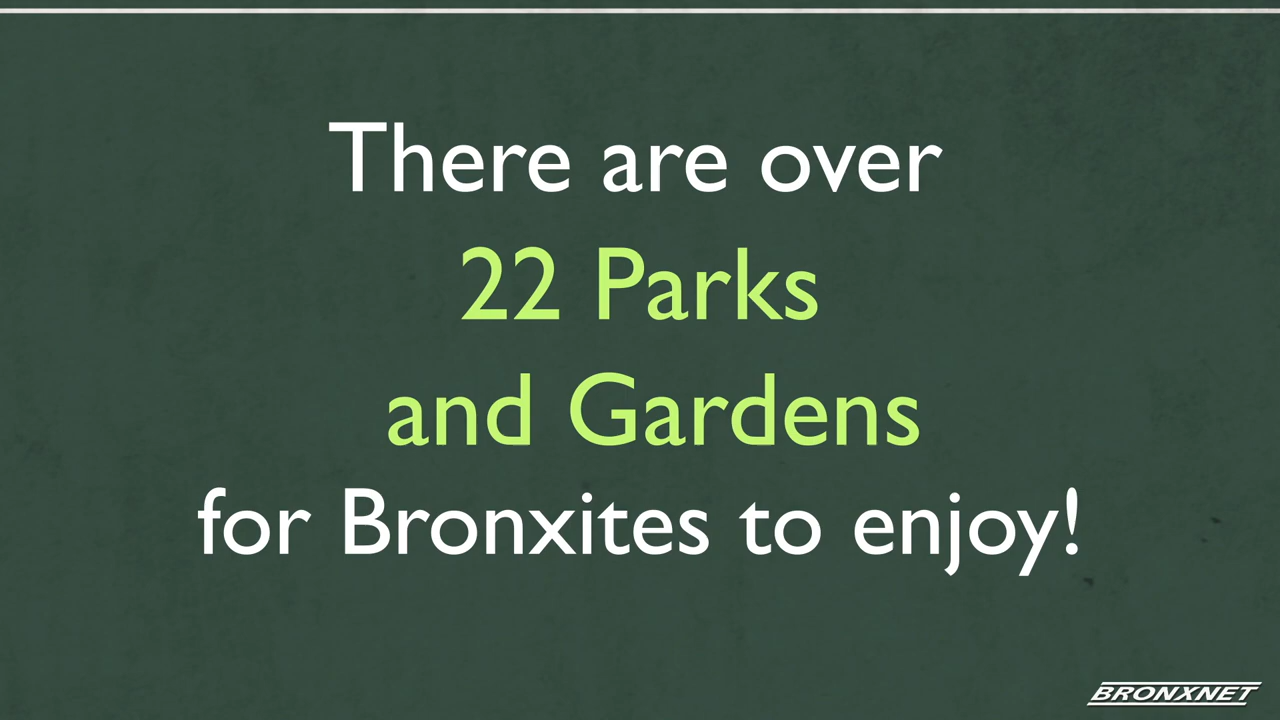 There are over
22 Parks
and Gardens
for Bronxites to enjoy!
BRONXNET